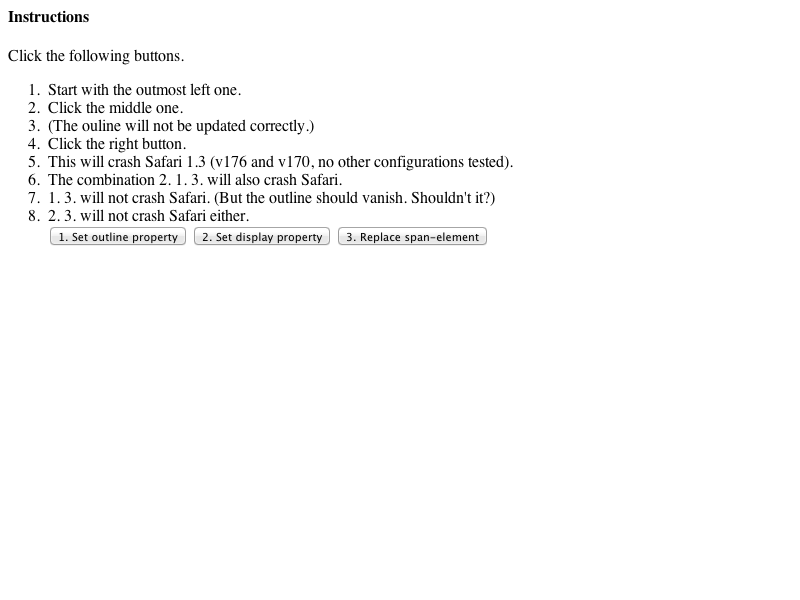 Instructions
Click the following buttons.
1. Start with the outmost left one.
2. Click the middle one.
3. (The ouline will not be updated correctly.)
4. Click the right button.
5. This will crash Safari 1.3 (v176 and v170, no other configurations tested).
6. The combination 2. 1. 3. will also crash Safari.
7. 1. 3. will not crash Safari. (But the outline should vanish. Shouldn't it?)
8. 2. 3. will not crash Safari either.
1. Set outline property 2. Set display property 3. Replace span-element